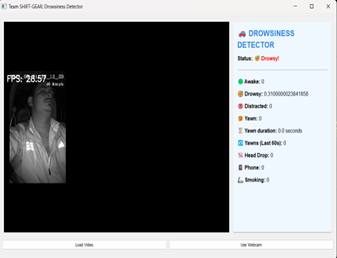 Team SHIFT-GEAR: Drowsiness Detector
FPS: 28.57
🚗 DROWSiNESS
DETECTOR
Status: 😴 Drowsy!
🟢 Awake: 0
😴 Drowsy: 0.3100000023841858
🔴 Distracted: 0
🥱 Yawn: 0
⏳ Yawn duration: 0.0 seconds
🔄 Yawns (Last 60s): 0
📉 Head Drop: 0
📱 Phone: 0
🚬 Smoking: 0
Load Video
Use Webcam